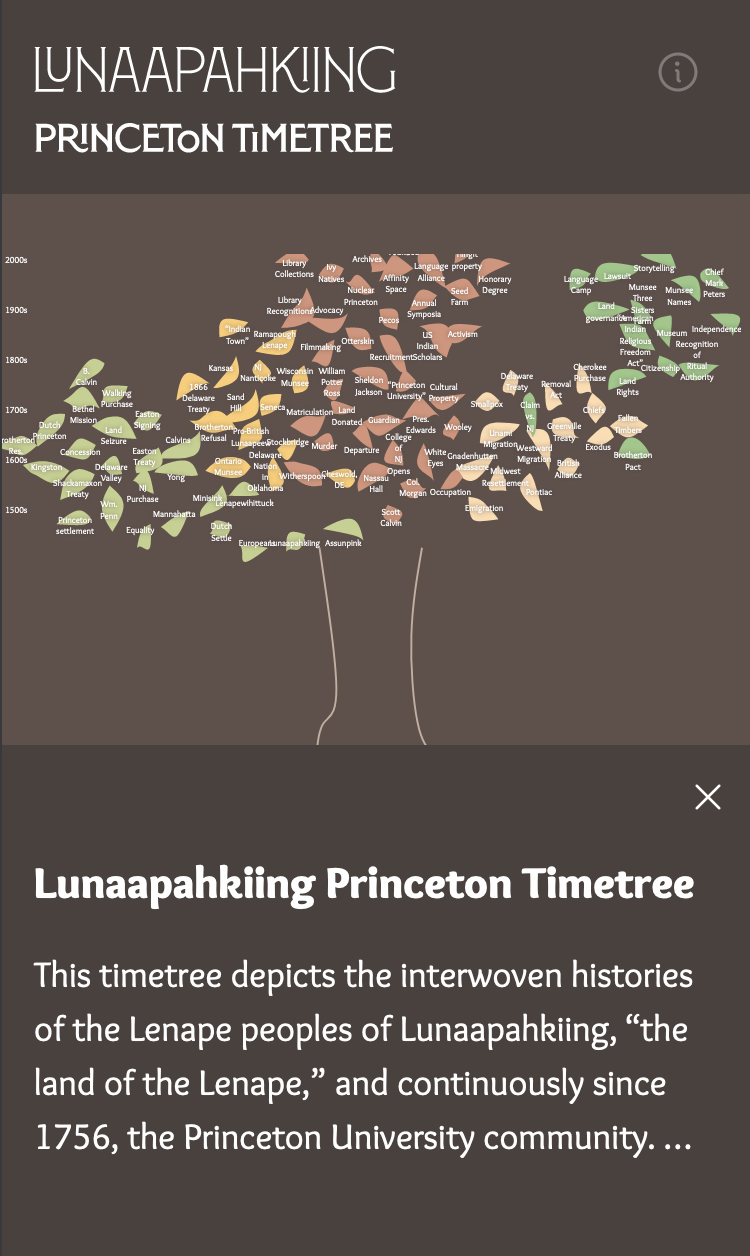 LUNAAPAHKIING
PRINCETON TIMETREE
2000s
1900s
1800s
1700s
1600s
1500s
Library
Collections
Ivy
Natives
Archives
Nuclear
Princeton
Affinity
Space
Language
Alliance
property
Seed
Farm
Honorary
Degree
Library
Recognitions
Advocacy
Annual
Symposia
Pecos
Filmmaking
Otterskin
US
Indian
Scholars
Activism
Recruitment
"Indian
Town"
Ramapough
Lenape
Kansas
NJ
Nanticoke
Wisconsin
Munsee
William
Potter
Ross
Sheldon
Jackson
"Princeton
University"
Cultural
Property
1866
Delaware
Treaty
Sand
Hill
Seneca
Matriculation
Land
Donated
Guardian
Pres.
Edwards
Wooley
Brotherton
Refusal
Pro-British
Lunaapeew
Stockbridge
Murder
Departure
College
of
NJ
Opens
White
Eyes
Ontario
Munsee
Delaware
Nation
in
Oklahoma
Witherspoon
Cheswold,
DE
Nassau
Hall
Col.
Morgan
Occupation
Scott
Calvin
B.
Calvin
Walking
Purchase
Bethel
Mission
Easton
Signing
Dutch
Princeton
Land
Seizure
Calvins
Res.
Concession
Easton
Treaty
Kingston
Delaware
Valley
Yong
Shackamaxon
Treaty
NJ
Purchase
Minisink
Lenapewhittuck
Wm.
Penn
Mannahatta
Princeton
settlement
Equality
Dutch
Settle
Europeans
Lunaapahkiing
Assunpink
Delaware
Treaty
Removal
Act
Cherokee
Purchase
Smallpox
Claim
vs.
NJ
Chiefs
Unami
Migration
Greenville
Treaty
Fallen
Timbers
Gnadenhutten
Massacre
Westward
Migration
Exodus
Midwest
Resettlement
British
Alliance
Brotherton
Pact
Pontiac
Emigration
Language
Camp
Lawsuit
Storytelling
Chief
Mark
Peters
Munsee
Three
Sisters
Farm
Munsee
Names
Land
governance
American
Indian
Religious
Freedom
Act"
Museum
Independence
Recognition
of
Ritual
Authority
Citizenship
Land
Rights
Lunaapahkiing Princeton Timetree
This timetree depicts the interwoven histories
of the Lenape peoples of Lunaapahkiing, “the
land of the Lenape,” and continuously since
1756, the Princeton University community. ...